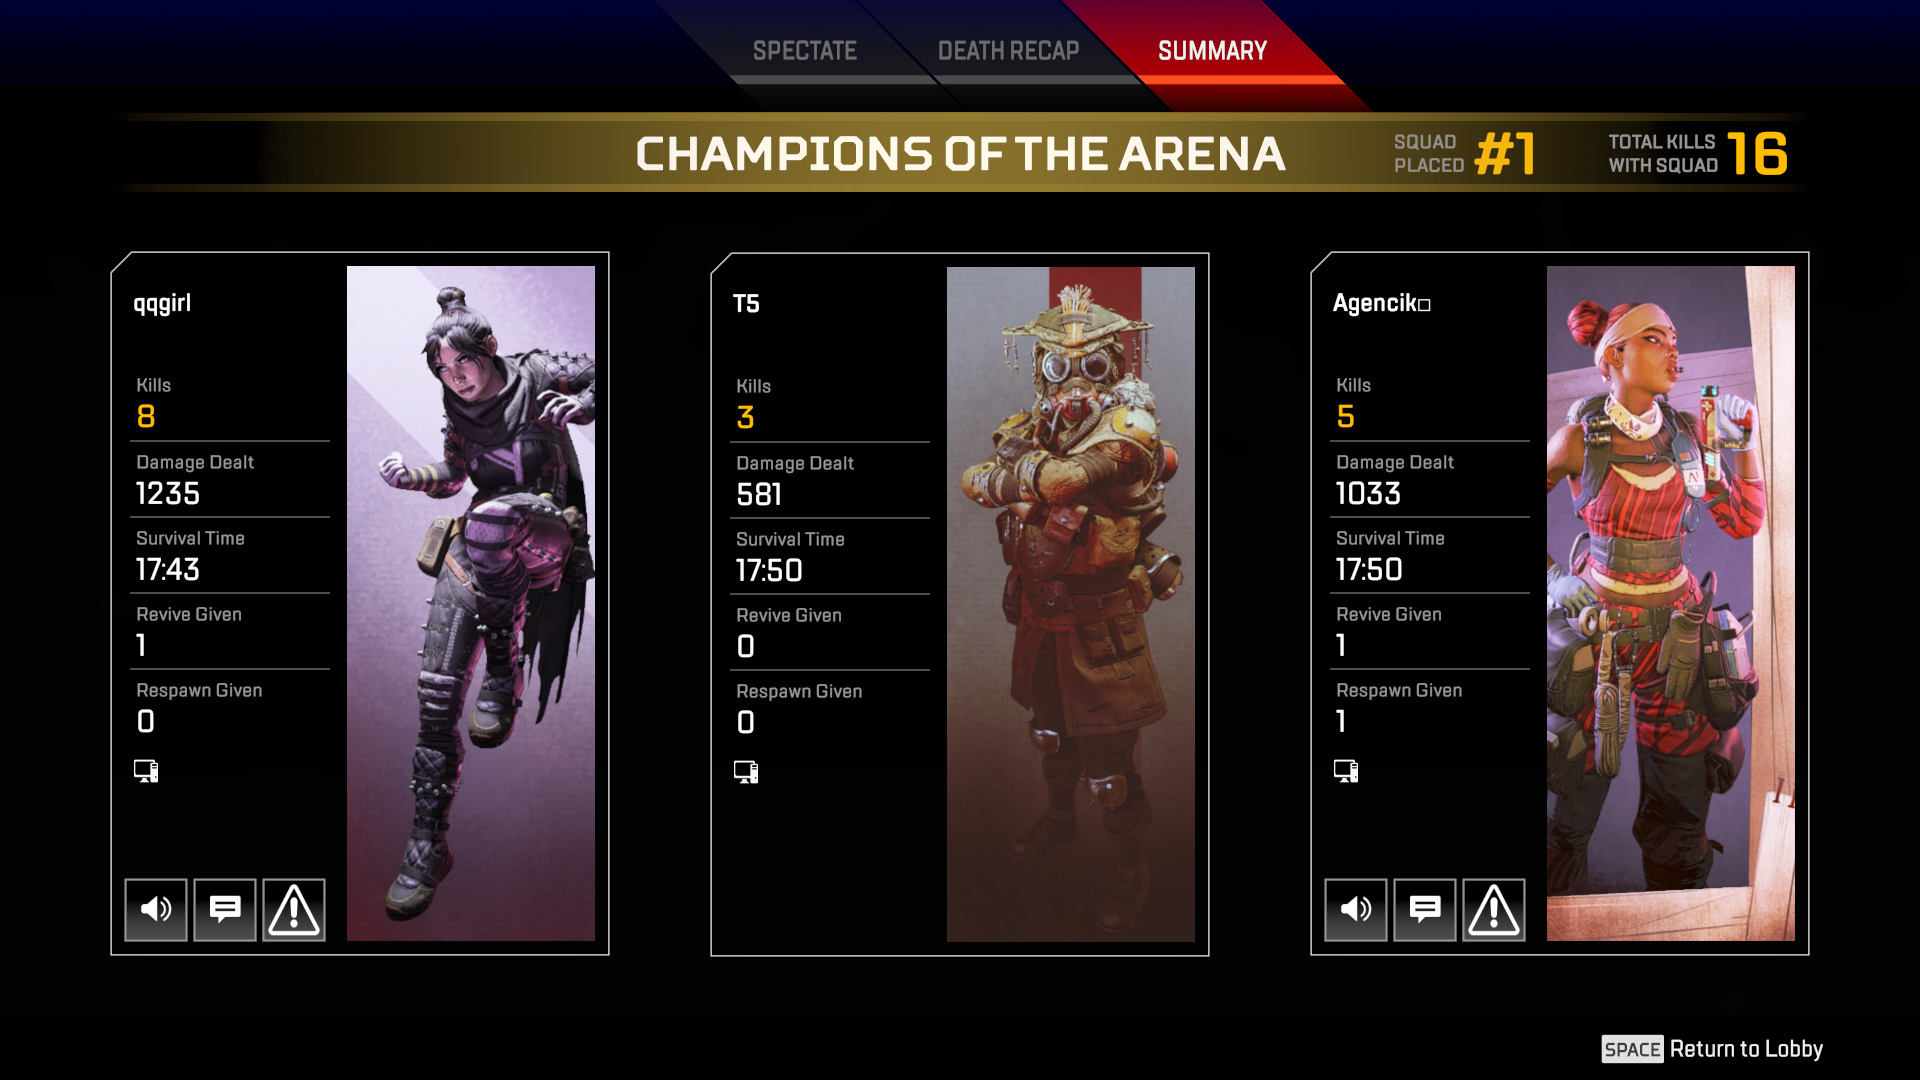 SPECTATE
DEATH RECAP
SUMMARY
CHAMPIONS OF THE ARENA
SQUAD PLACED #1
TOTAL KILLS WITH SQUAD 16
qqgirl
Kills
8
Damage Dealt
1235
Survival Time
17:43
Revive Given
1
Respawn Given
0
T5
Kills
3
Damage Dealt
581
Survival Time
17:50
Revive Given
0
Respawn Given
0
Agencik□
Kills
5
Damage Dealt
1033
Survival Time
17:50
Revive Given
1
Respawn Given
1
SPACE Return to Lobby